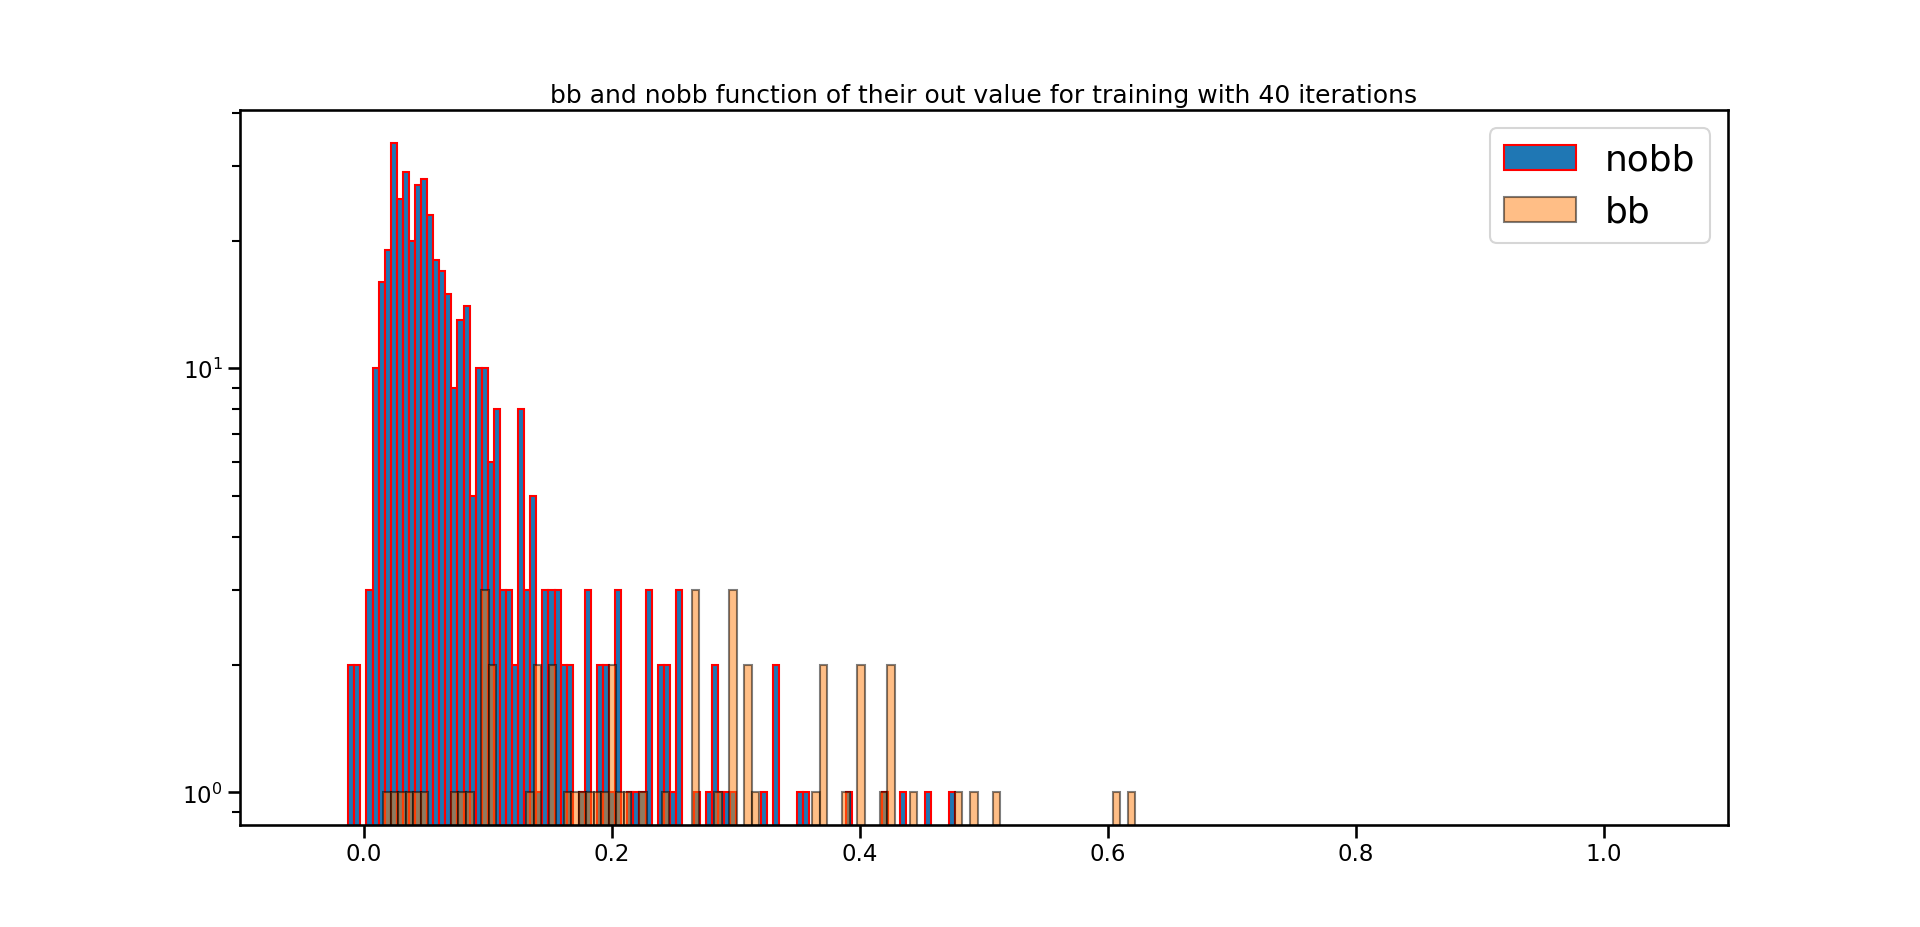 bb and nobb function of their out value for training with 40 iterations
nobb
bb
10¹
10⁰
0.0 0.2 0.4 0.6 0.8 1.0